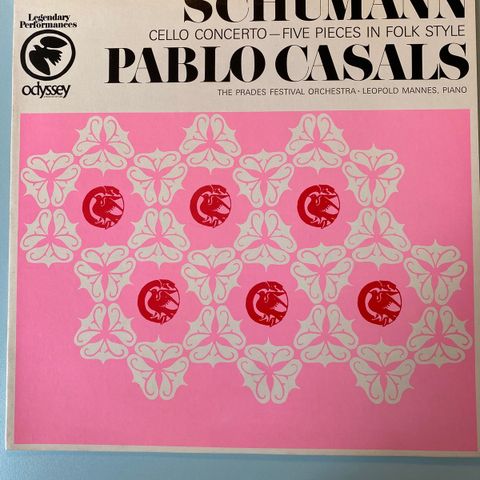 SCHUMANN
Legendary
Performances
CELLO CONCERTO—FIVE PIECES IN FOLK STYLE
PABLO CASALS
odyssey
THE PRADES FESTIVAL ORCHESTRA • LEOPOLD MANNES, PIANO